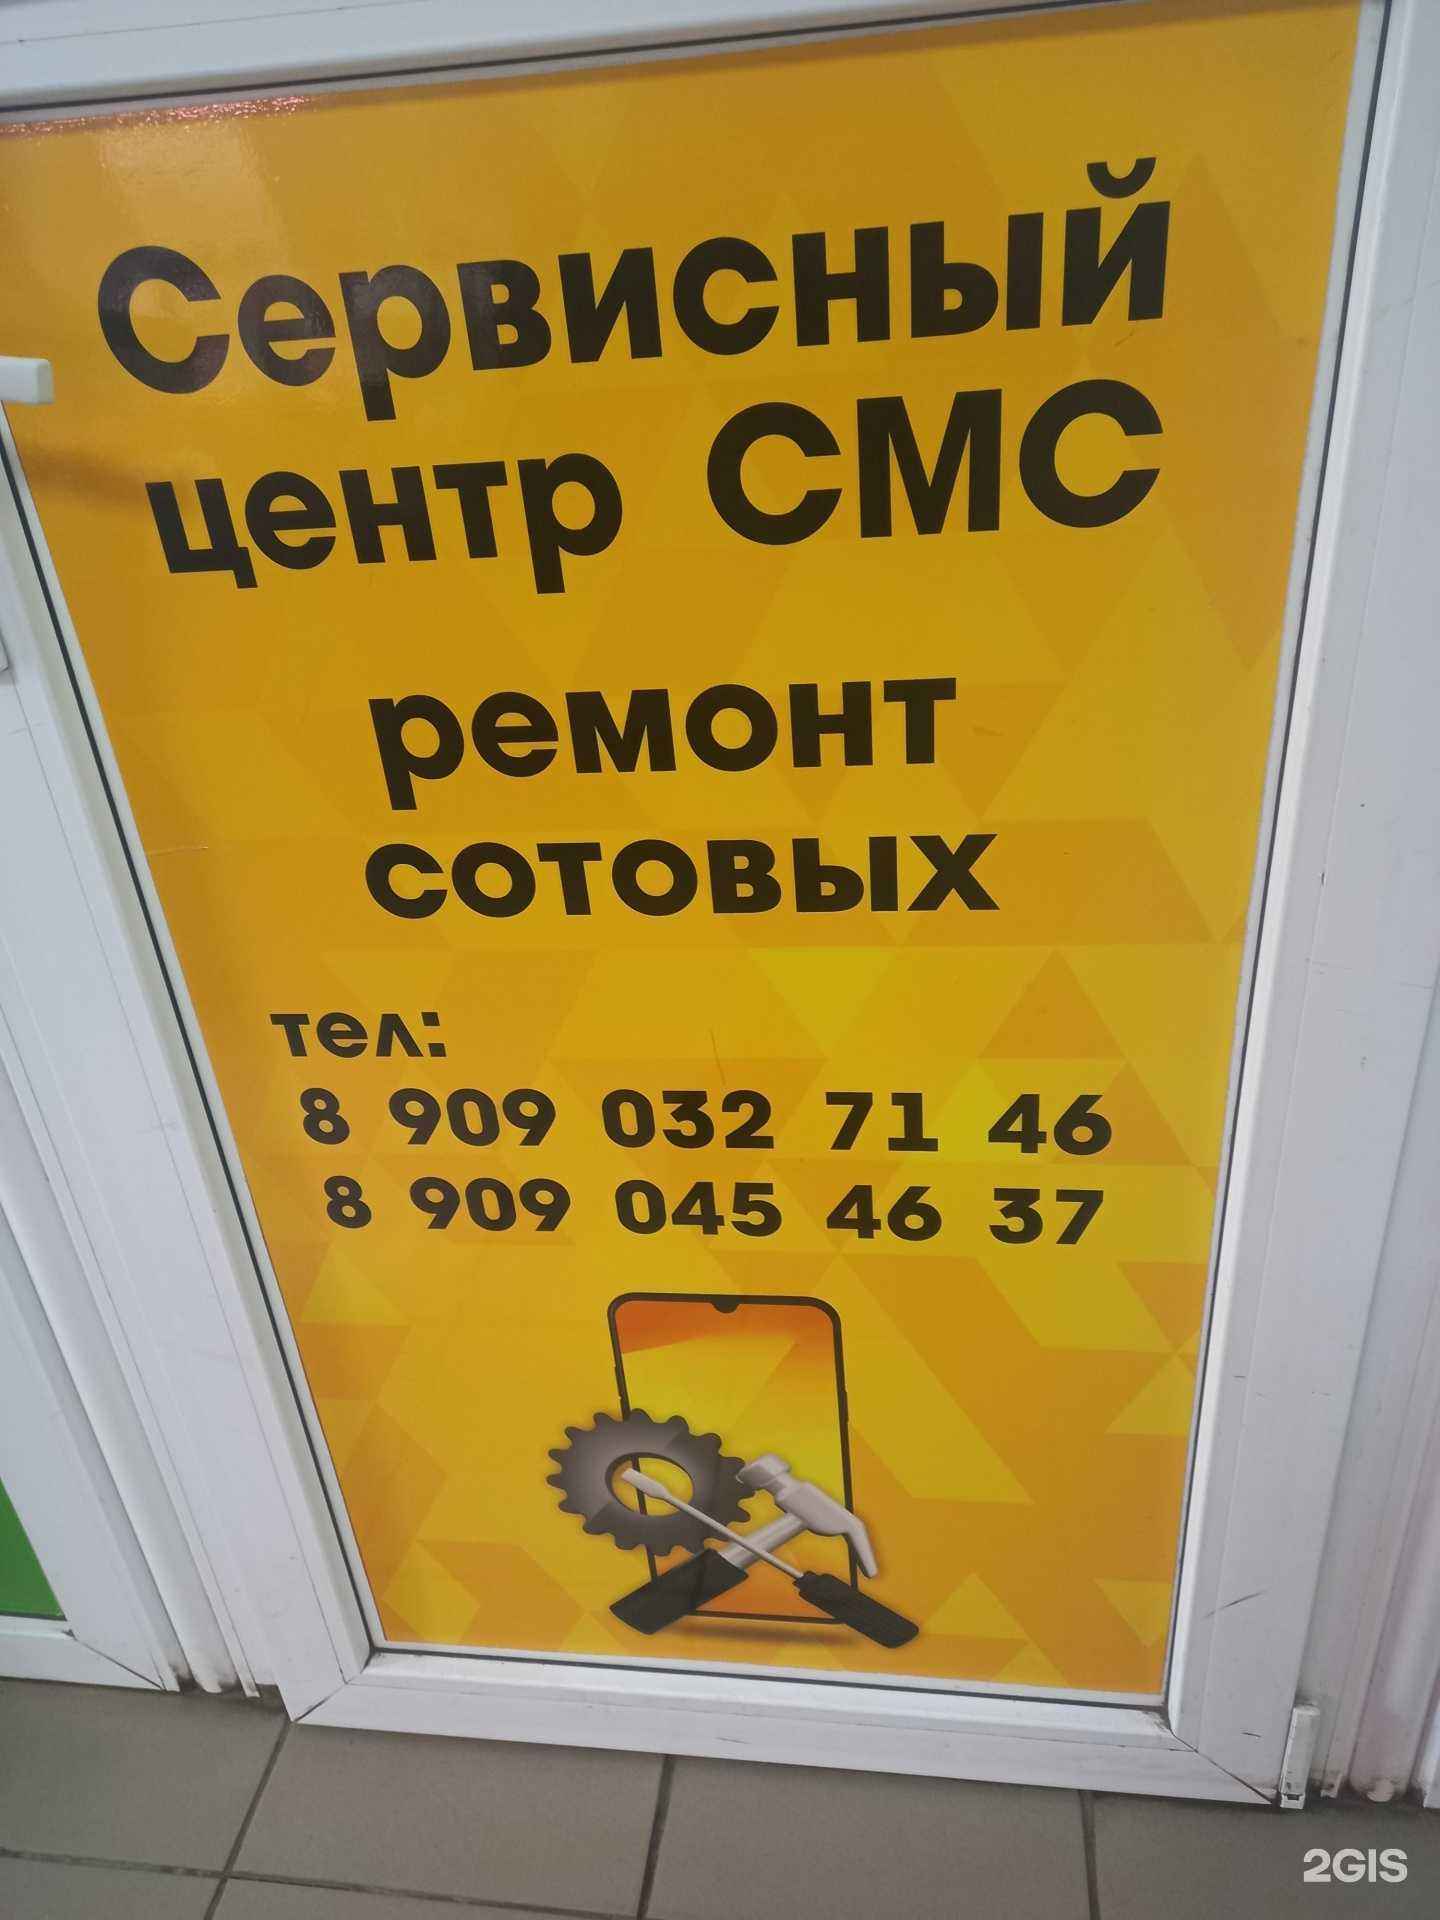 Сервисный
центр СМС
ремонт
сотовых
тел:
8 909 032 71 46
8 909 045 46 37
2GIS